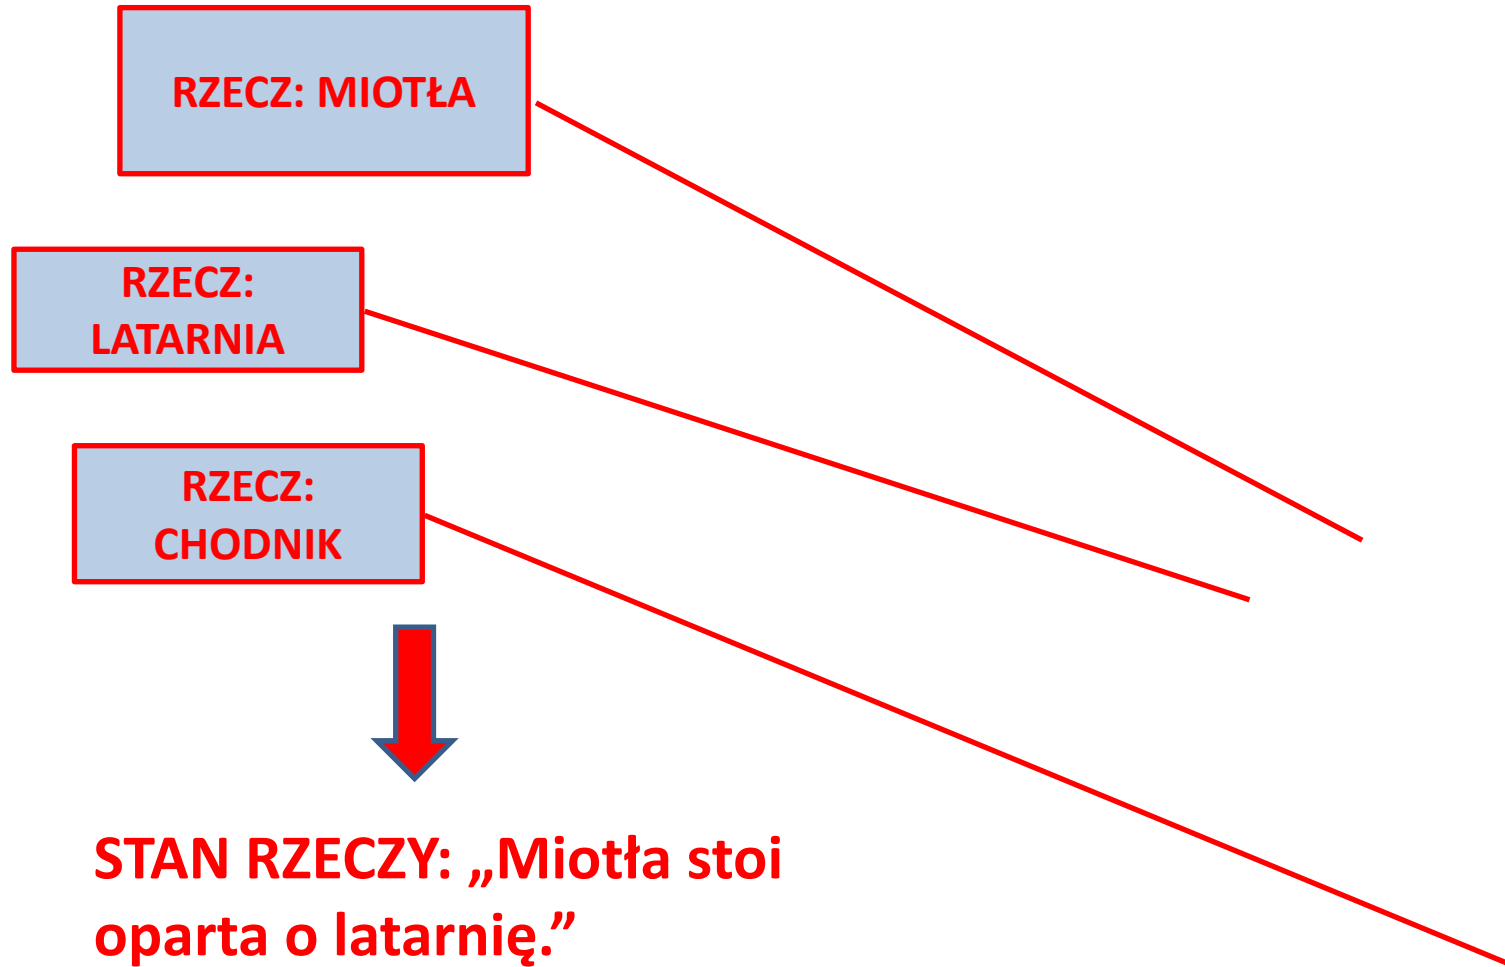 RZECZ: MIOTŁA
RZECZ:
LATARNIA
RZECZ:
CHODNIK
STAN RZECZY: „Miotła stoi
oparta o latarnię.”